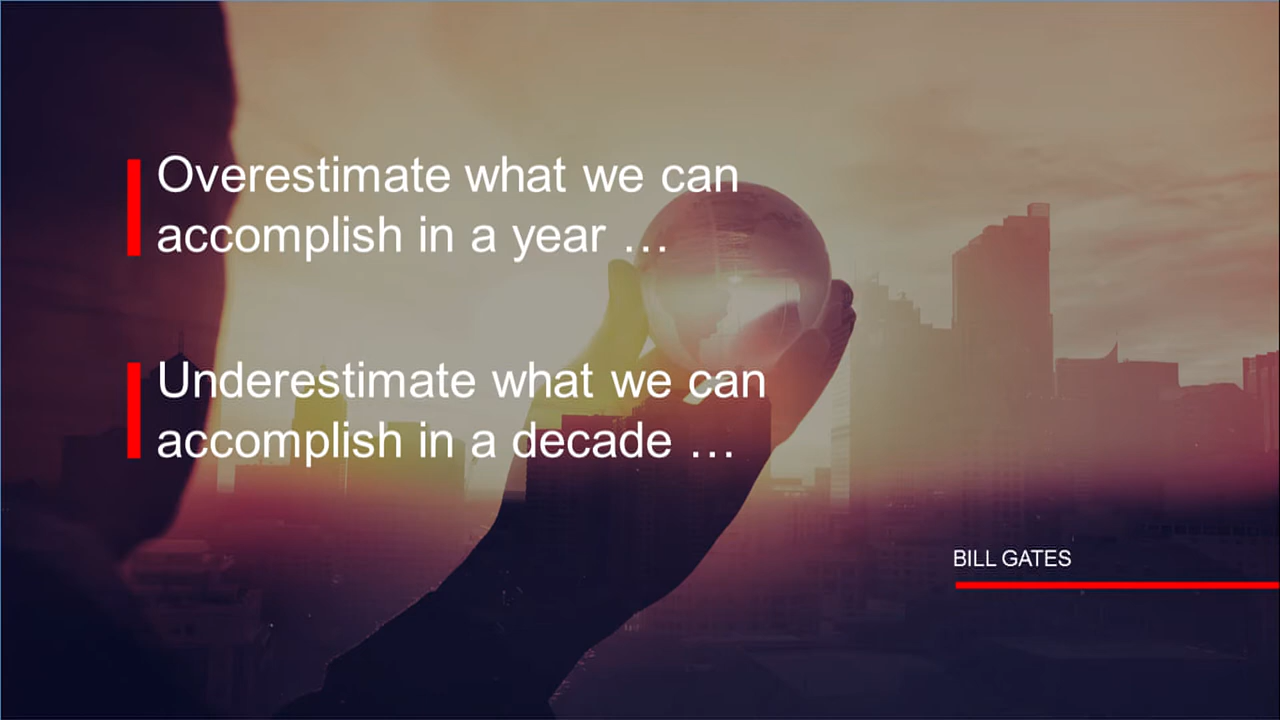 Overestimate what we can
accomplish in a year …
Underestimate what we can
accomplish in a decade …
BILL GATES